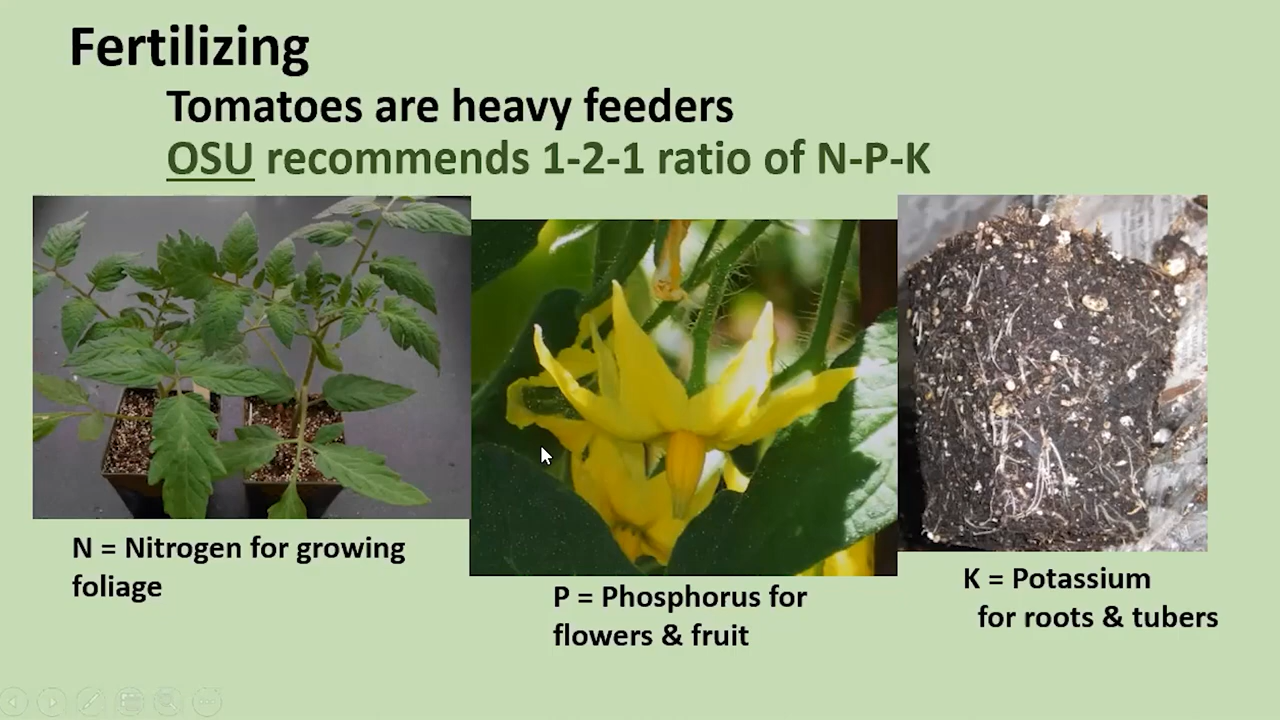 Fertilizing
Tomatoes are heavy feeders
OSU recommends 1-2-1 ratio of N-P-K
N = Nitrogen for growing
foliage
P = Phosphorus for
flowers & fruit
K = Potassium
for roots & tubers